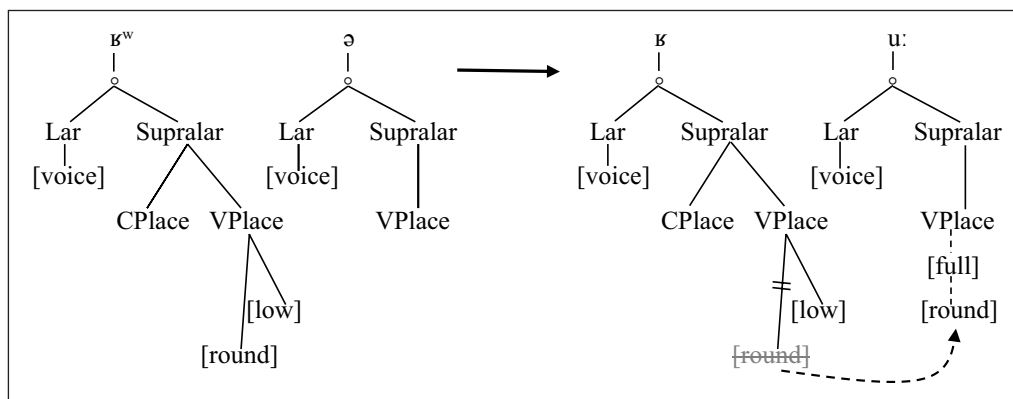 ʁʷ ə ʁ uː
Lar Supralar Lar Supralar Lar Supralar Lar Supralar
[voice] [voice] [voice] [voice]
CPlace VPlace VPlace CPlace VPlace VPlace
[full]
[low] [low] [round]
[round] [round]